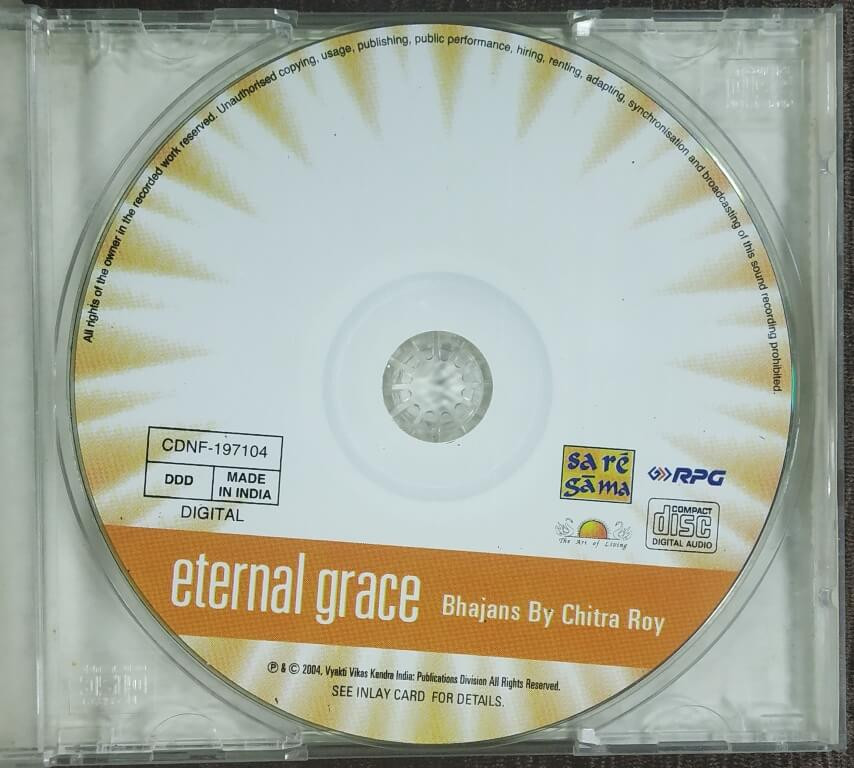 All rights of the owner in the recorded work reserved. Unauthorised copying, usage, publishing, public performance, hiring, renting, adapting, synchronisation and broadcasting of this sound recording prohibited.
CDNF-197104
DDD
MADE
IN INDIA
DIGITAL
sa ré
gāma
RPG
COMPACT
disc
DIGITAL AUDIO
The Art of Living
eternal grace Bhajans By Chitra Roy
℗ & © 2004, Vyakti Vikas Kendra India: Publications Division All Rights Reserved.
SEE INLAY CARD FOR DETAILS.